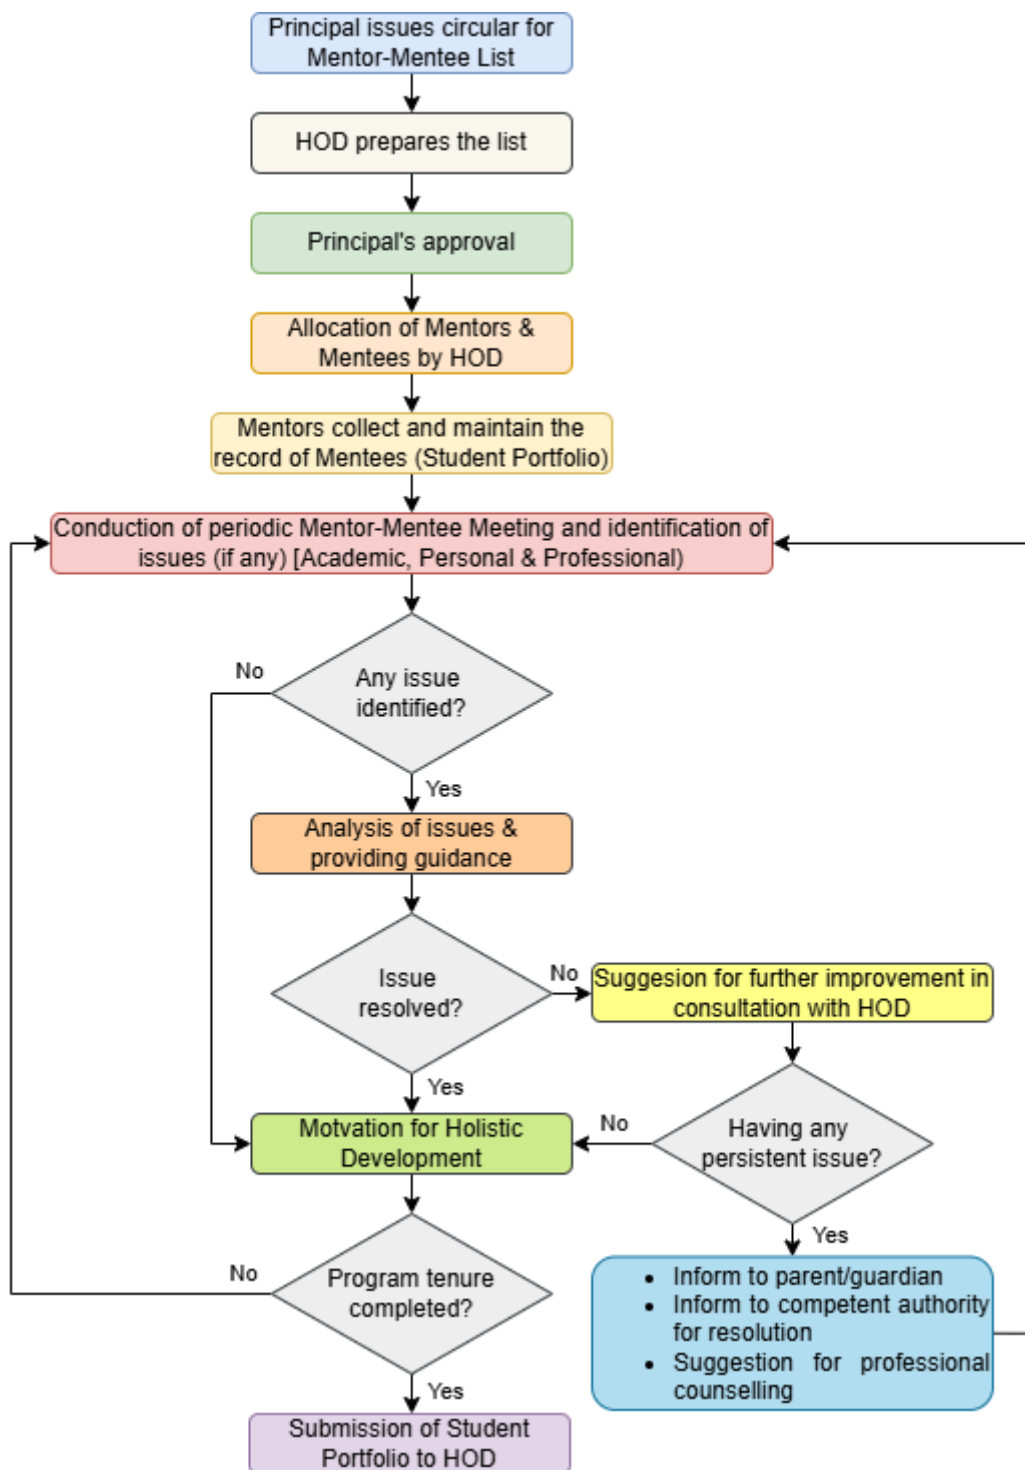 Principal issues circular for
Mentor-Mentee List
HOD prepares the list
Principal's approval
Allocation of Mentors &
Mentees by HOD
Mentors collect and maintain the
record of Mentees (Student Portfolio)
Conduction of periodic Mentor-Mentee Meeting and identification of
issues (if any) [Academic, Personal & Professional)
No
Any issue
identified?
Yes
Analysis of issues &
providing guidance
Issue
resolved?
No
Suggesion for further improvement in
consultation with HOD
Yes
Motvation for Holistic
Development
No
Having any
persistent issue?
Yes
No
Program tenure
completed?
• Inform to parent/guardian
• Inform to competent authority
for resolution
• Suggestion for professional
counselling
Yes
Submission of Student
Portfolio to HOD